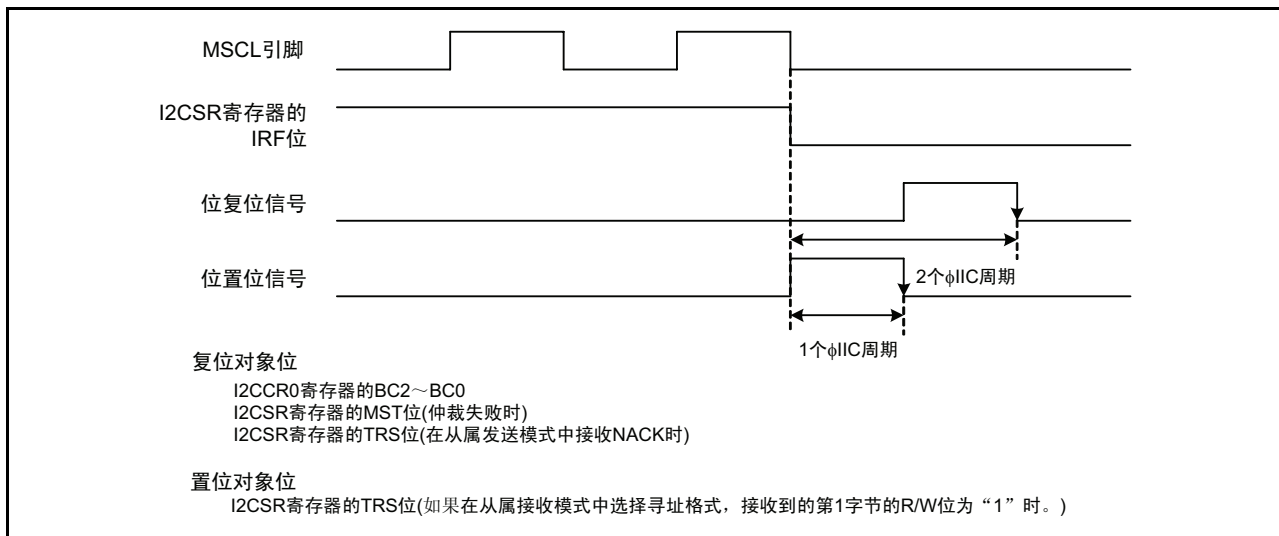 MSCL引脚
I2CSR寄存器的
IRF位
位复位信号
位置位信号
2个ϕIIC周期
1个ϕIIC周期
复位对象位
I2CCR0寄存器的BC2～BC0
I2CSR寄存器的MST位(仲裁失败时)
I2CSR寄存器的TRS位(在从属发送模式中接收NACK时)
置位对象位
I2CSR寄存器的TRS位(如果在从属接收模式中选择寻址格式，接收到的第1字节的R/W位为“1”时。)